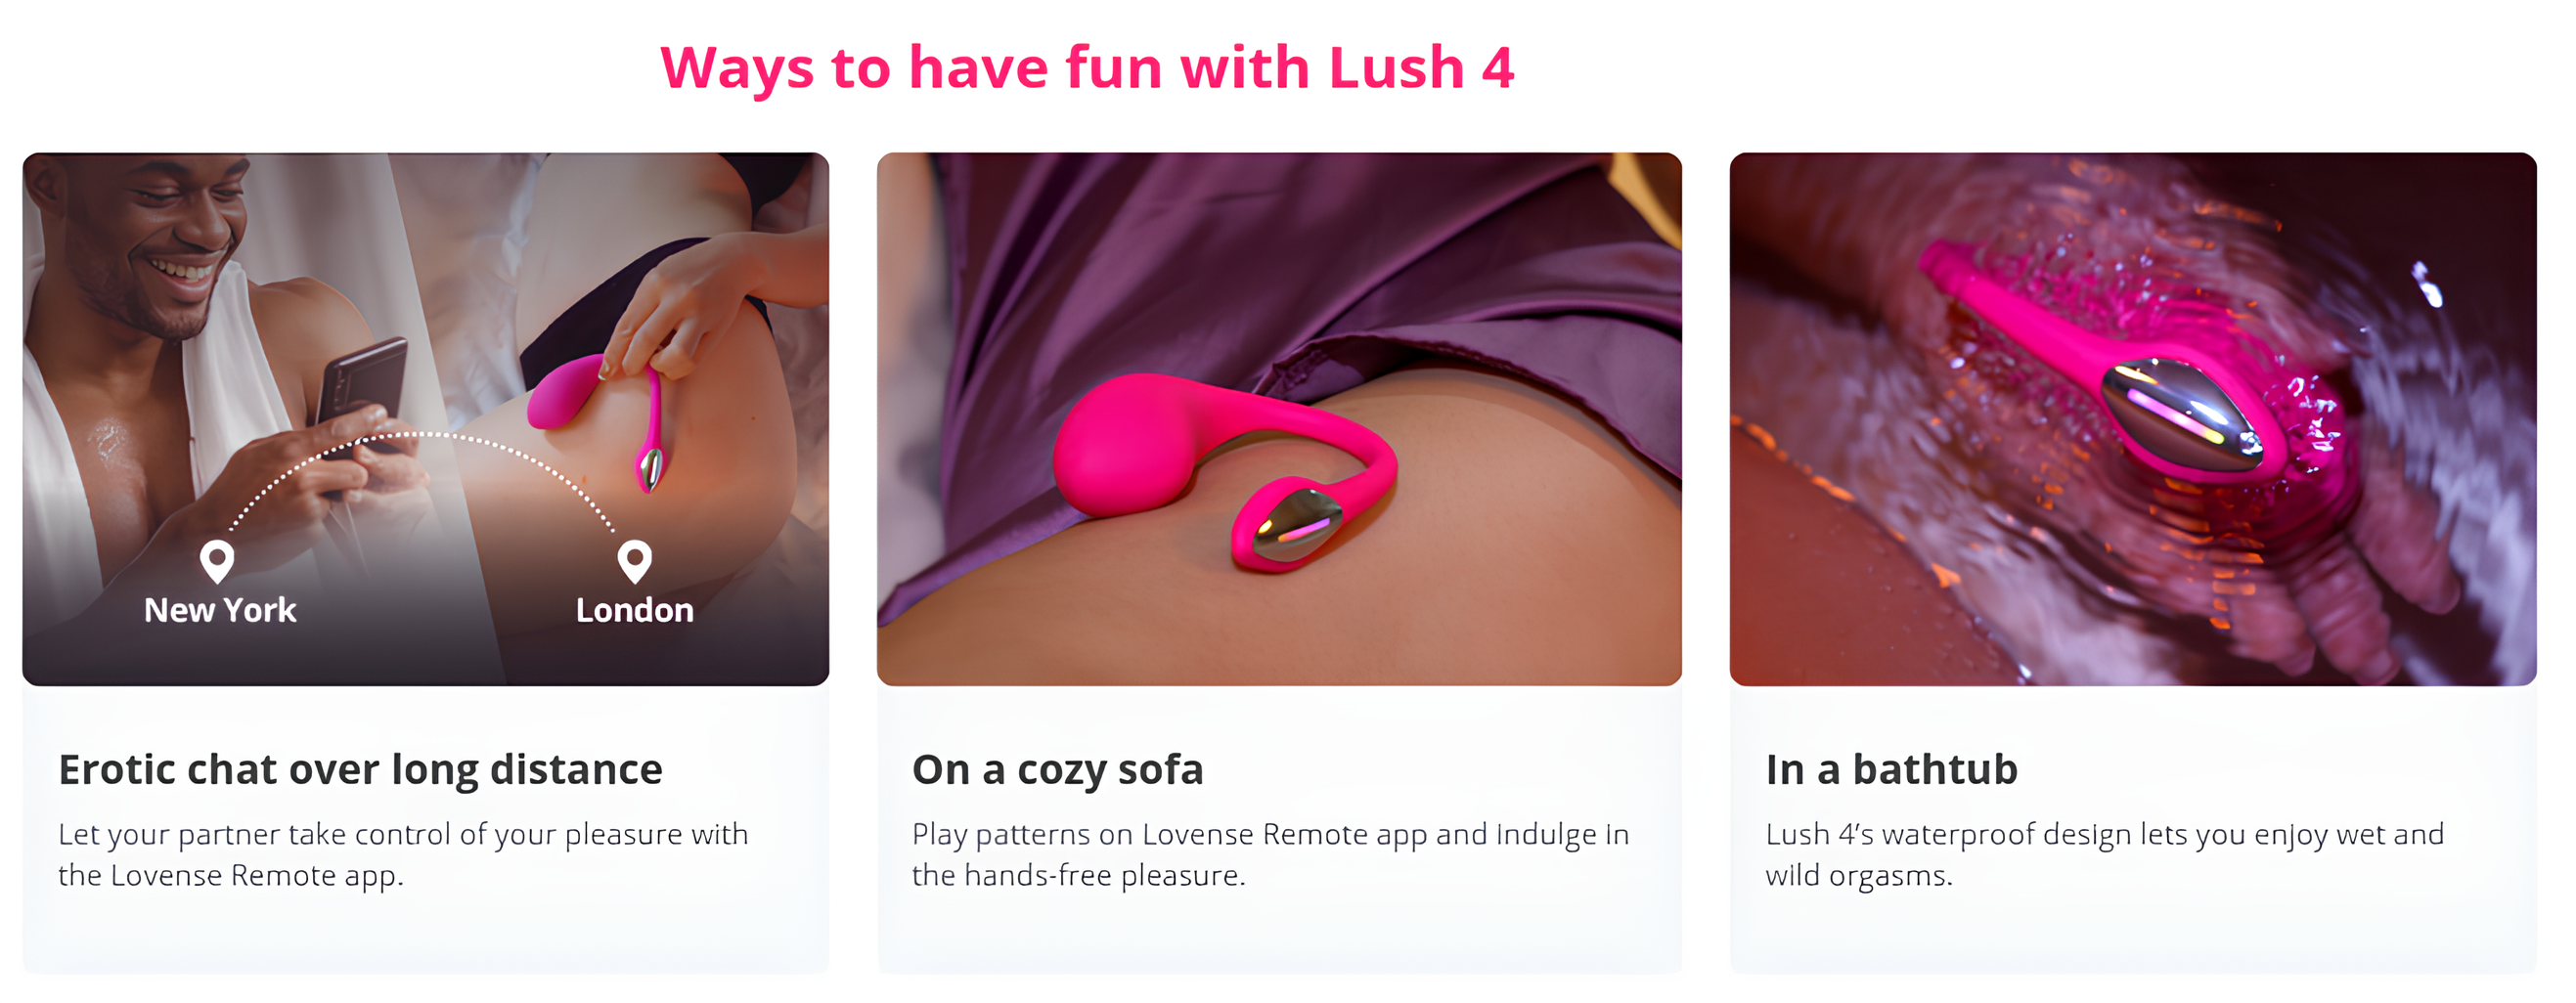 Ways to have fun with Lush 4
New York
London
Erotic chat over long distance
Let your partner take control of your pleasure with
the Lovense Remote app.
On a cozy sofa
Play patterns on Lovense Remote app and indulge in
the hands-free pleasure.
In a bathtub
Lush 4’s waterproof design lets you enjoy wet and
wild orgasms.